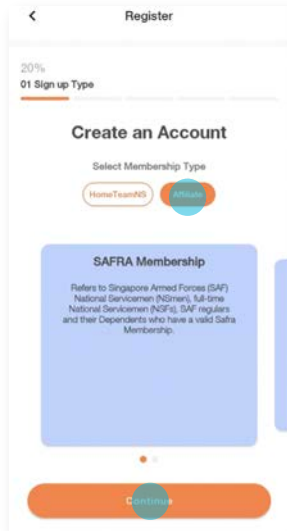 Register
20%
01 Sign up Type
Create an Account
Select Membership Type
HomeTeamNS
Affiliate
SAFRA Membership
Refers to Singapore Armed Forces (SAF)
National Servicemen (NSmen), full-time
National Servicemen (NSFs), SAF regulars
and their Dependents who have a valid Safra
Membership.
Continue